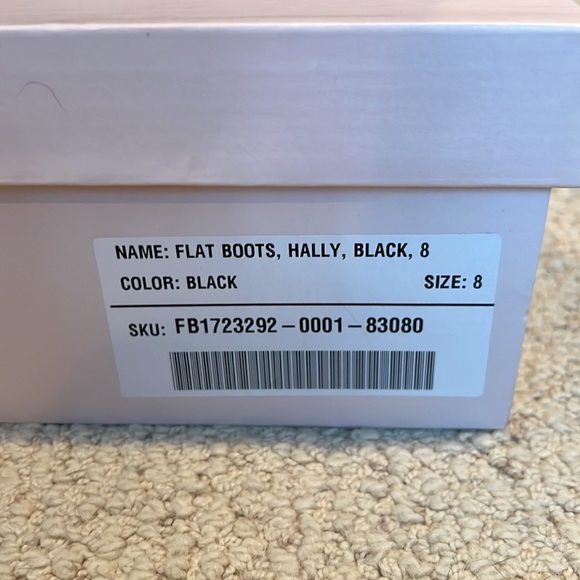 NAME: FLAT BOOTS, HALLY, BLACK, 8
COLOR: BLACK SIZE: 8
SKU: FB1723292-0001-83080